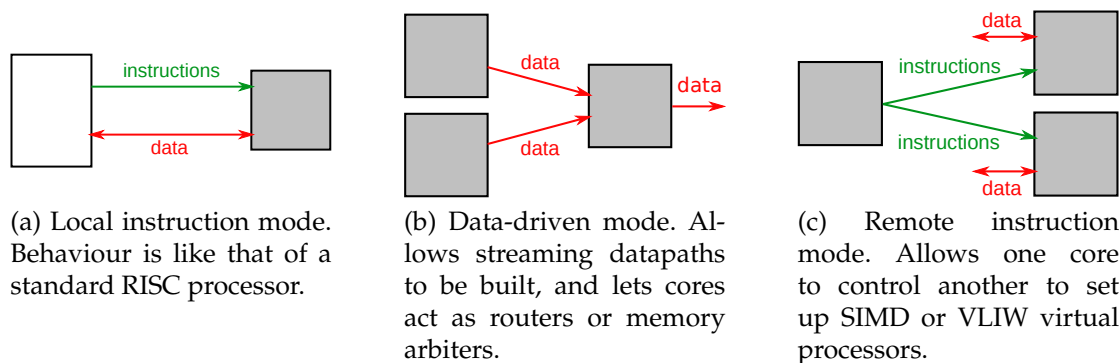 instructions
data
(a) Local instruction mode.
Behaviour is like that of a
standard RISC processor.
data
data
data
(b) Data-driven mode. Al-
lows streaming datapaths
to be built, and lets cores
act as routers or memory
arbiters.
data
instructions
instructions
data
(c) Remote instruction
mode. Allows one core
to control another to set
up SIMD or VLIW virtual
processors.